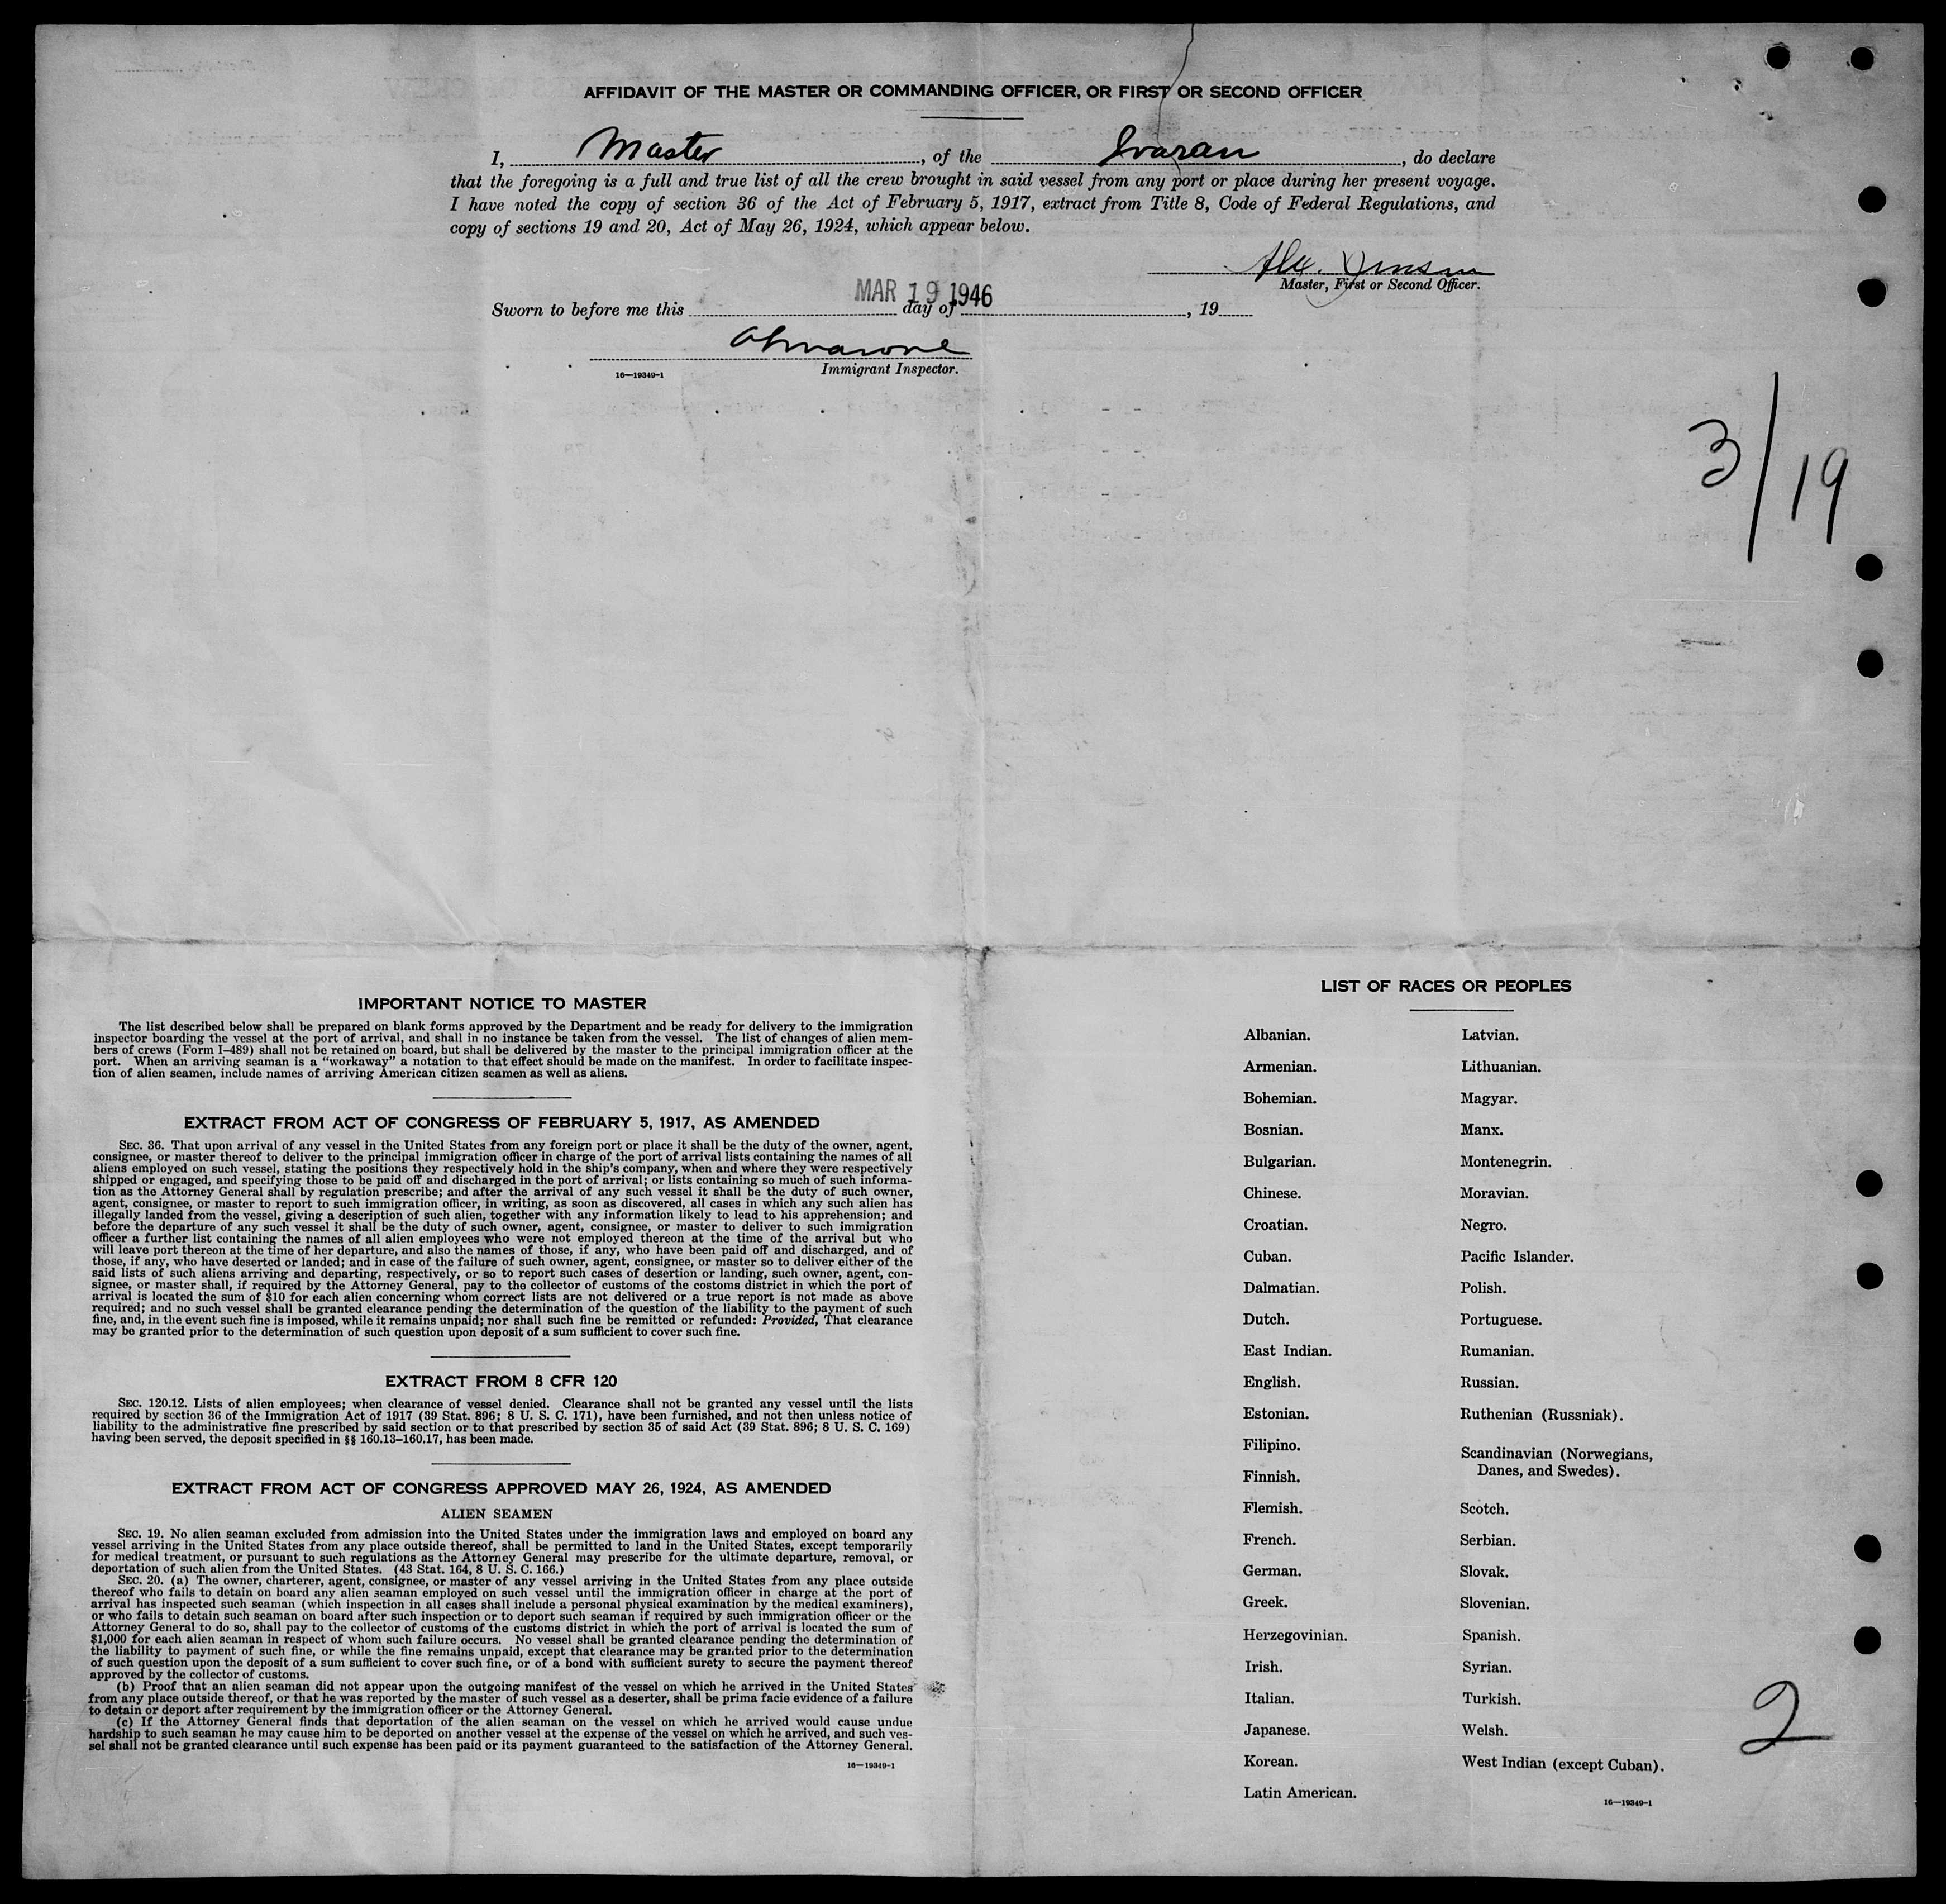 AFFIDAVIT OF THE MASTER OR COMMANDING OFFICER, OR FIRST OR SECOND OFFICER
I, Master, of the Ivaran, do declare
that the foregoing is a full and true list of all the crew brought in said vessel from any port or place during her present voyage.
I have noted the copy of section 36 of the Act of February 5, 1917, extract from Title 8, Code of Federal Regulations, and
copy of sections 19 and 20, Act of May 26, 1924, which appear below.
Master, First or Second Officer.
MAR 19 1946
Sworn to before me this day of , 19
16—19349-1 Immigrant Inspector.
3/19
IMPORTANT NOTICE TO MASTER
The list described below shall be prepared on blank forms approved by the Department and be ready for delivery to the immigration
inspector boarding the vessel at the port of arrival, and shall in no instance be taken from the vessel. The list of changes of alien mem-
bers of crews (Form I-489) shall not be retained on board, but shall be delivered by the master to the principal immigration officer at the
port. When an arriving seaman is a “workaway” a notation to that effect should be made on the manifest. In order to facilitate inspec-
tion of alien seamen, include names of arriving American citizen seamen as well as aliens.
EXTRACT FROM ACT OF CONGRESS OF FEBRUARY 5, 1917, AS AMENDED
SEC. 36. That upon arrival of any vessel in the United States from any foreign port or place it shall be the duty of the owner, agent,
consignee, or master thereof to deliver to the principal immigration officer in charge of the port of arrival lists containing the names of all
aliens employed on such vessel, stating the positions they respectively hold in the ship's company, when and where they were respectively
shipped or engaged, and specifying those to be paid off and discharged in the port of arrival; or lists containing so much of such informa-
tion as the Attorney General shall by regulation prescribe; and after the arrival of any such vessel it shall be the duty of such owner,
agent, consignee, or master to report to such immigration officer, in writing, as soon as discovered, all cases in which any such alien has
illegally landed from the vessel, giving a description of such alien, together with any information likely to lead to his apprehension; and
before the departure of any such vessel it shall be the duty of such owner, agent, consignee, or master to deliver to such immigration
officer a further list containing the names of all alien employees who were not employed thereon at the time of the arrival but who
will leave port thereon at the time of her departure, and also the names of those, if any, who have been paid off and discharged, and of
those, if any, who have deserted or landed; and in case of the failure of such owner, agent, consignee, or master so to deliver either of the
said lists of such aliens arriving and departing, respectively, or so to report such cases of desertion or landing, such owner, agent, con-
signee, or master shall, if required by the Attorney General, pay to the collector of customs of the costoms district in which the port of
arrival is located the sum of $10 for each alien concerning whom correct lists are not delivered or a true report is not made as above
required; and no such vessel shall be granted clearance pending the determination of the question of the liability to the payment of such
fine, and, in the event such fine is imposed, while it remains unpaid; nor shall such fine be remitted or refunded: Provided, That clearance
may be granted prior to the determination of such question upon deposit of a sum sufficient to cover such fine.
EXTRACT FROM 8 CFR 120
SEC. 120.12. Lists of alien employees; when clearance of vessel denied. Clearance shall not be granted any vessel until the lists
required by section 36 of the Immigration Act of 1917 (39 Stat. 896; 8 U. S. C. 171), have been furnished, and not then unless notice of
liability to the administrative fine prescribed by said section or to that prescribed by section 35 of said Act (39 Stat. 896; 8 U. S. C. 169)
having been served, the deposit specified in §§ 160.13–160.17, has been made.
EXTRACT FROM ACT OF CONGRESS APPROVED MAY 26, 1924, AS AMENDED
ALIEN SEAMEN
SEC. 19. No alien seaman excluded from admission into the United States under the immigration laws and employed on board any
vessel arriving in the United States from any place outside thereof, shall be permitted to land in the United States, except temporarily
for medical treatment, or pursuant to such regulations as the Attorney General may prescribe for the ultimate departure, removal, or
deportation of such alien from the United States. (43 Stat. 164, 8 U. S. C. 166.)
SEC. 20. (a) The owner, charterer, agent, consignee, or master of any vessel arriving in the United States from any place outside
thereof who fails to detain on board any alien seaman employed on such vessel until the immigration officer in charge at the port of
arrival has inspected such seaman (which inspection in all cases shall include a personal physical examination by the medical examiners),
or who fails to detain such seaman on board after such inspection or to deport such seaman if required by such immigration officer or the
Attorney General to do so, shall pay to the collector of customs of the customs district in which the port of arrival is located the sum of
$1,000 for each alien seaman in respect of whom such failure occurs. No vessel shall be granted clearance pending the determination of
the liability to payment of such fine, or while the fine remains unpaid, except that clearance may be granted prior to the determination
of such question upon the deposit of a sum sufficient to cover such fine, or of a bond with sufficient surety to secure the payment thereof
approved by the collector of customs.
(b) Proof that an alien seaman did not appear upon the outgoing manifest of the vessel on which he arrived in the United States
from any place outside thereof, or that he was reported by the master of such vessel as a deserter, shall be prima facie evidence of a failure
to detain or deport after requirement by the immigration officer or the Attorney General.
(c) If the Attorney General finds that deportation of the alien seaman on the vessel on which he arrived would cause undue
hardship to such seaman he may cause him to be deported on another vessel at the expense of the vessel on which he arrived, and such ves-
sel shall not be granted clearance until such expense has been paid or its payment guaranteed to the satisfaction of the Attorney General.
16—19349-1
LIST OF RACES OR PEOPLES
Albanian.
Armenian.
Bohemian.
Bosnian.
Bulgarian.
Chinese.
Croatian.
Cuban.
Dalmatian.
Dutch.
East Indian.
English.
Estonian.
Filipino.
Finnish.
Flemish.
French.
German.
Greek.
Herzegovinian.
Irish.
Italian.
Japanese.
Korean.
Latin American.
Latvian.
Lithuanian.
Magyar.
Manx.
Montenegrin.
Moravian.
Negro.
Pacific Islander.
Polish.
Portuguese.
Rumanian.
Russian.
Ruthenian (Russniak).
Scandinavian (Norwegians,
Danes, and Swedes).
Scotch.
Serbian.
Slovak.
Slovenian.
Spanish.
Syrian.
Turkish.
Welsh.
West Indian (except Cuban).
16—19349-1
2